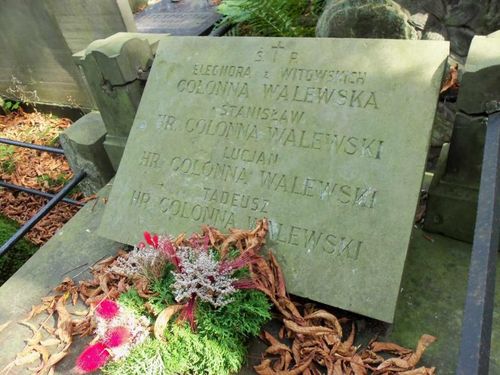 Ś † P
ELEONORA z WITOWSKICH
COLONNA WALEWSKA
STANISŁAW
HR. COLONNA-WALEWSKI
LUCJAN
HR. COLONNA WALEWSKI
TADEUSZ
HR. COLONNA WALEWSKI